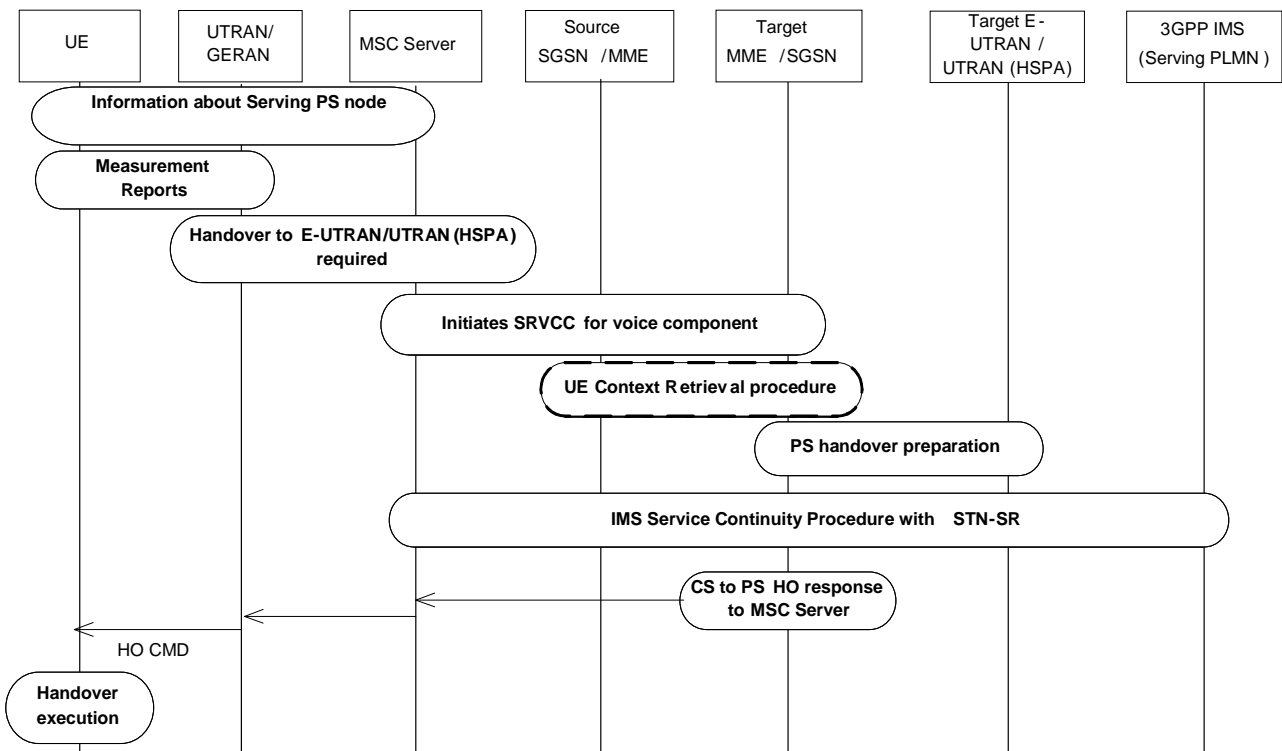 UE
UTRAN/
GERAN
MSC Server
Source
SGSN /MME
Target
MME /SGSN
Target E-
UTRAN /
UTRAN (HSPA)
3GPP IMS
(Serving PLMN )
Information about Serving PS node
Measurement
Reports
Handover to E-UTRAN/UTRAN (HSPA)
required
Initiates SRVCC for voice component
UE Context Retrieval procedure
PS handover preparation
IMS Service Continuity Procedure with STN-SR
CS to PS HO response
to MSC Server
HO CMD
Handover
execution